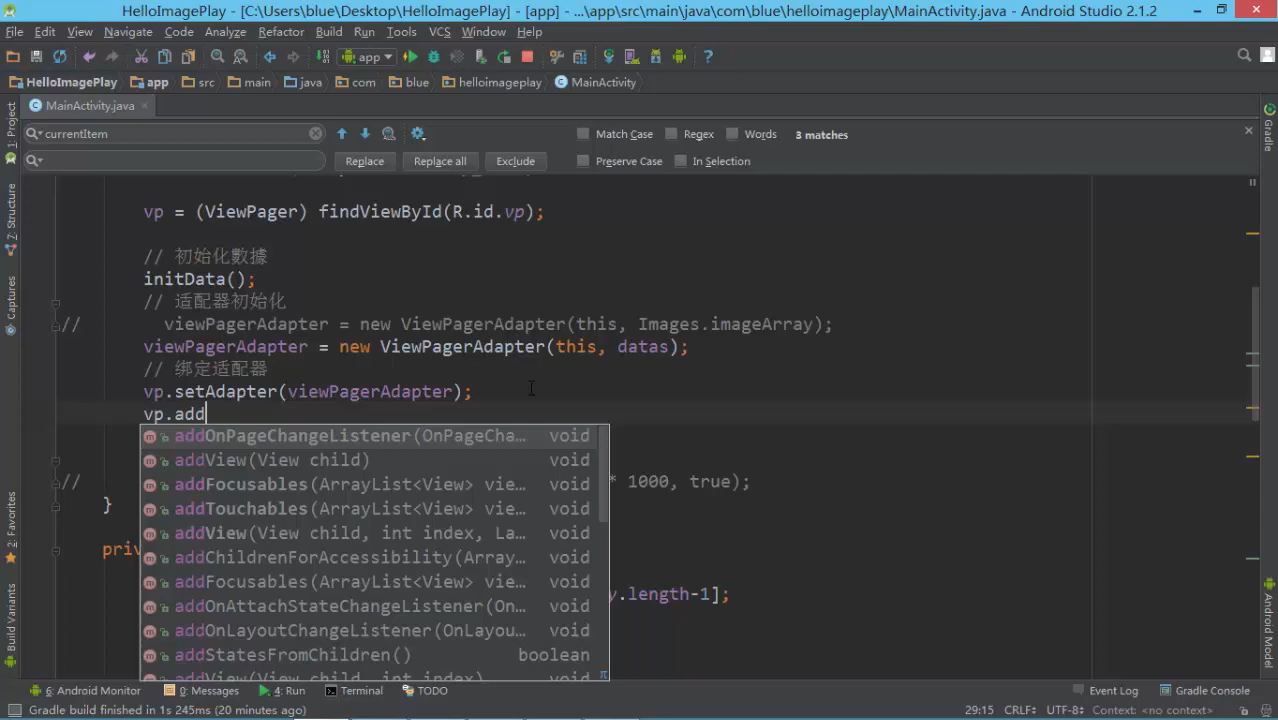 HelloImagePlay - [C:\Users\blue\Desktop\HelloImagePlay] - [app] - ...\app\src\main\java\com\blue\helloimageplay\MainActivity.java - Android Studio 2.1.2
File Edit View Navigate Code Analyze Refactor Build Run Tools VCS Window Help
app
HelloImagePlay app src main java com blue helloimageplay MainActivity
MainActivity.java
currentItem Match Case Regex Words 3 matches
Replace Replace all Exclude Preserve Case In Selection
vp = (ViewPager) findViewById(R.id.vp);
// 初始化數據
initData();
// 适配器初始化
// viewPagerAdapter = new ViewPagerAdapter(this, Images.imageArray);
viewPagerAdapter = new ViewPagerAdapter(this, datas);
// 绑定适配器
vp.setAdapter(viewPagerAdapter);
vp.add
addOnPageChangeListener(OnPageCha… void
addView(View child) void
// * 1000, true);
addFocusables(ArrayList<View> vie… void
}
addTouchables(ArrayList<View> vie… void
addView(View child, int index, La… void
priv
addChildrenForAccessibility(Array… void
addFocusables(ArrayList<View> vie… void
y.length-1];
addOnAttachStateChangeListener(On… void
addOnLayoutChangeListener(OnLayou… void
addStatesFromChildren() boolean
addView(View child, int index) void
1: Project
7: Structure
Captures
2: Favorites
Build Variants
Gradle
Android Model
6: Android Monitor 0: Messages 4: Run Terminal TODO Event Log Gradle Console
Gradle build finished in 1s 245ms (20 minutes ago) 29:15 CRLF: UTF-8: Context: <no context>